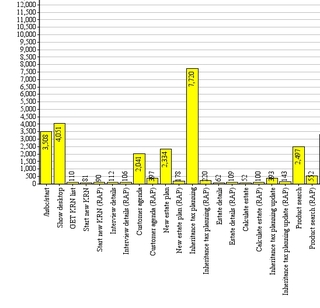 12,000
11,500
11,000
10,500
10,000
9,500
9,000
8,500
8,000
7,500
7,000
6,500
6,000
5,500
5,000
4,500
4,000
3,500
3,000
2,500
2,000
1,500
1,000
500
0
3,508
4,051
110
81
90
112
106
2,041
397
2,334
178
7,720
220
62
109
52
100
393
143
2,497
532
Autostart
Show desktop
GET KRN list
Start new KRN
Start new KRN (RAP)
Interview details
Interview details (RAP)
Customer agenda
Customer agenda (RAP)
New estate plan
New estate plan (RAP)
Inheritance tax planning
Inheritance tax planning (RAP)
Estate details
Estate details (RAP)
Calculate estate
Calculate estate (RAP)
Inheritance tax planning update
Inheritance tax planning update (RAP)
Product search
Product search (RAP)